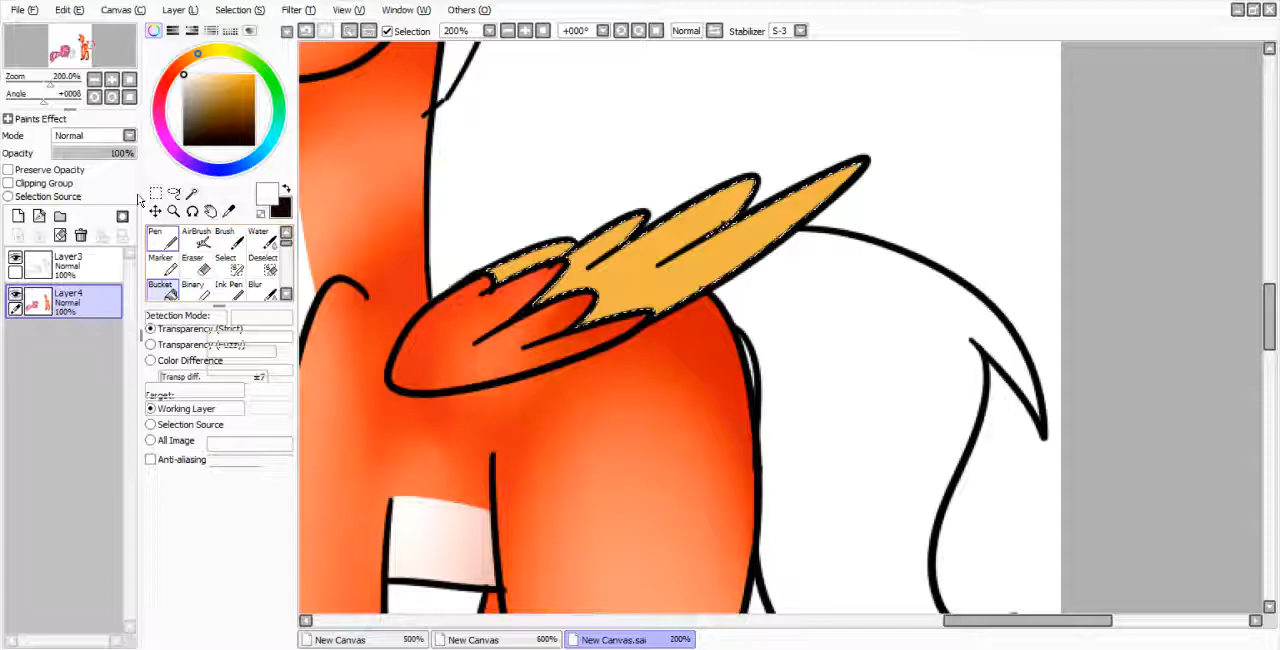 File (F) Edit (E) Canvas (C) Layer (L) Selection (S) Filter (T) View (V) Window (W) Others (O)
Selection 200% +000° Normal Stabilizer S-3
Zoom 200.0%
Angle +000θ
Paints Effect
Mode Normal
Opacity 100%
Preserve Opacity
Clipping Group
Selection Source
Layer3
Normal
100%
Layer4
Normal
100%
Pen AirBrush Brush Water
Marker Eraser Select Deselect
Bucket Binary Ink Pen Blur
Detection Mode:
Transparency (Strict)
Transparency (Fuzzy)
Color Difference
Transp diff. ±7
Target:
Working Layer
Selection Source
All Image
Anti-aliasing
New Canvas 500% New Canvas 600% New Canvas.sai 200%